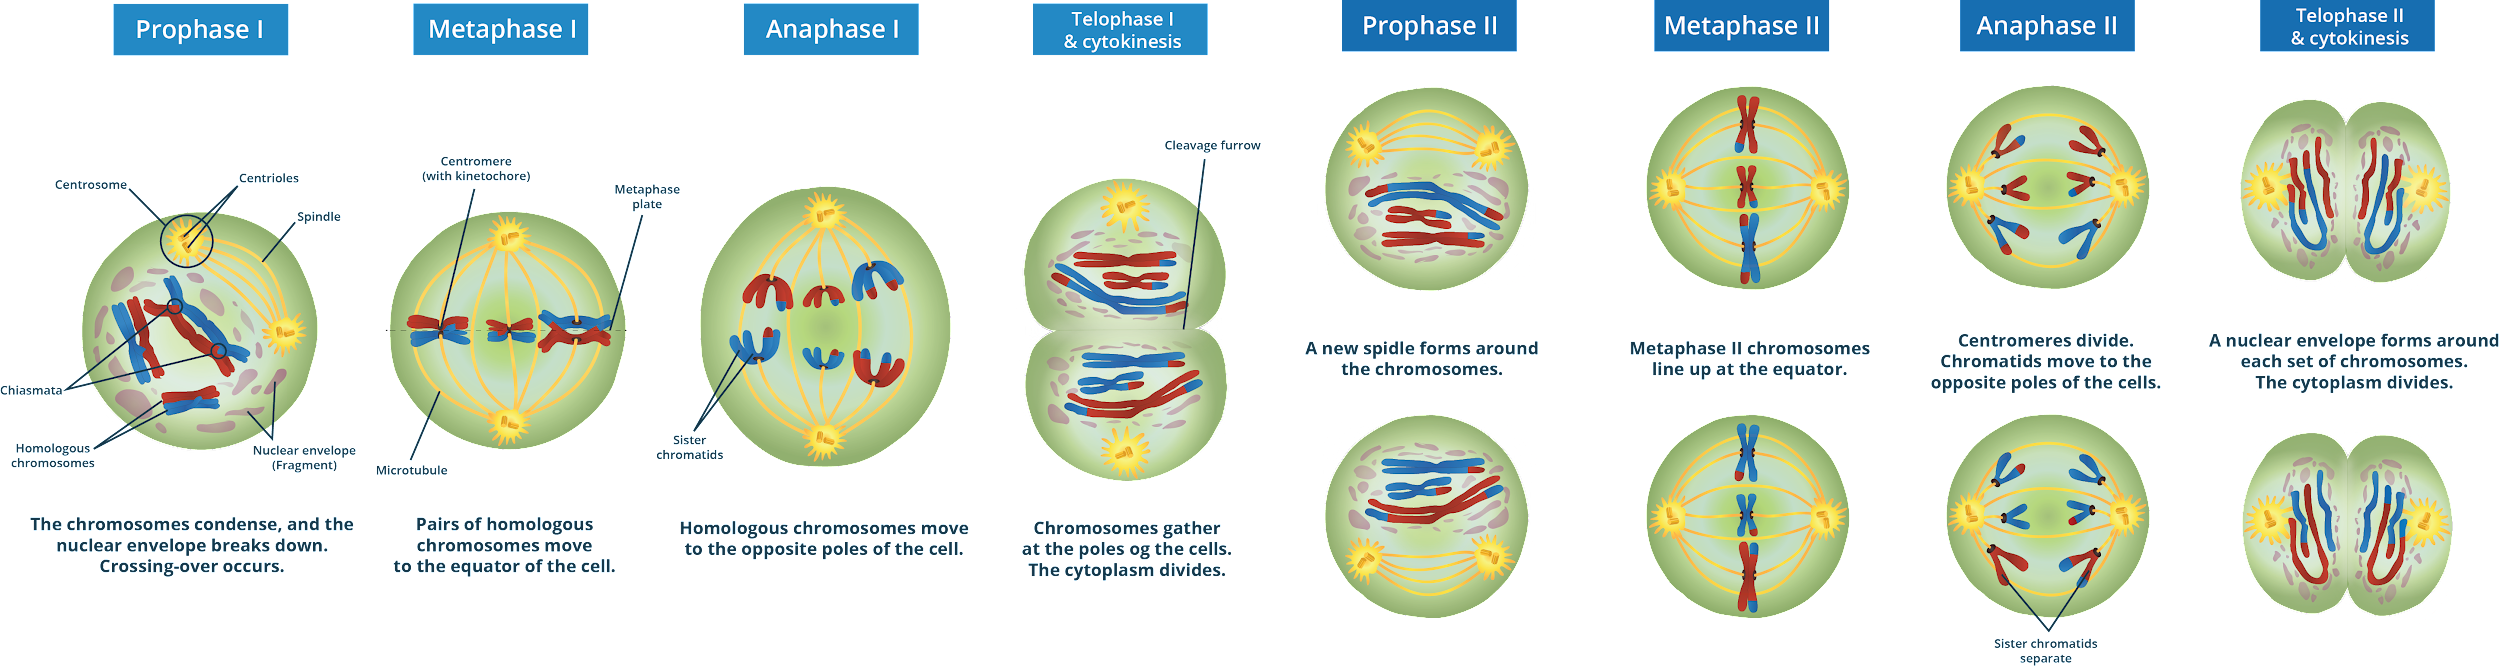 Prophase I
Metaphase I
Anaphase I
Telophase I
& cytokinesis
Prophase II
Metaphase II
Anaphase II
Telophase II
& cytokinesis
Centrosome
Centrioles
Spindle
Chiasmata
Homologous
chromosomes
Nuclear envelope
(Fragment)
The chromosomes condense, and the
nuclear envelope breaks down.
Crossing-over occurs.
Centromere
(with kinetochore)
Metaphase
plate
Microtubule
Pairs of homologous
chromosomes move
to the equator of the cell.
Sister
chromatids
Homologous chromosomes move
to the opposite poles of the cell.
Cleavage furrow
Chromosomes gather
at the poles og the cells.
The cytoplasm divides.
A new spidle forms around
the chromosomes.
Metaphase II chromosomes
line up at the equator.
Centromeres divide.
Chromatids move to the
opposite poles of the cells.
Sister chromatids
separate
A nuclear envelope forms around
each set of chromosomes.
The cytoplasm divides.